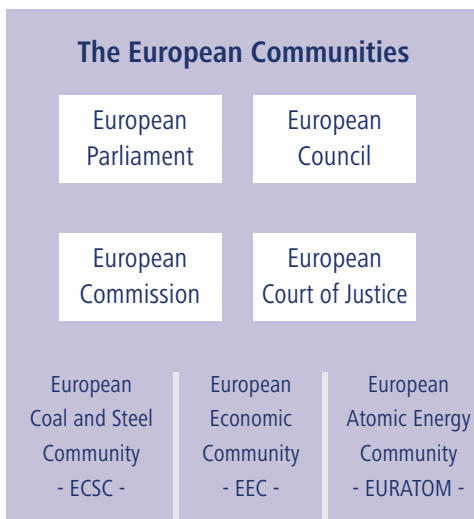 The European Communities
European
Parliament
European
Council
European
Commission
European
Court of Justice
European
Coal and Steel
Community
- ECSC -
European
Economic
Community
- EEC -
European
Atomic Energy
Community
- EURATOM -